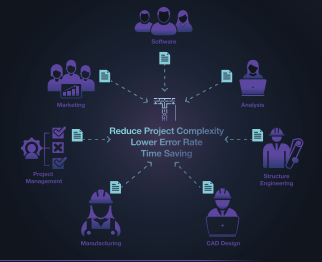 Software
Marketing
Analysis
Reduce Project Complexity
Lower Error Rate
Time Saving
Project
Management
Structure
Engineering
Manufacturing
CAD Design